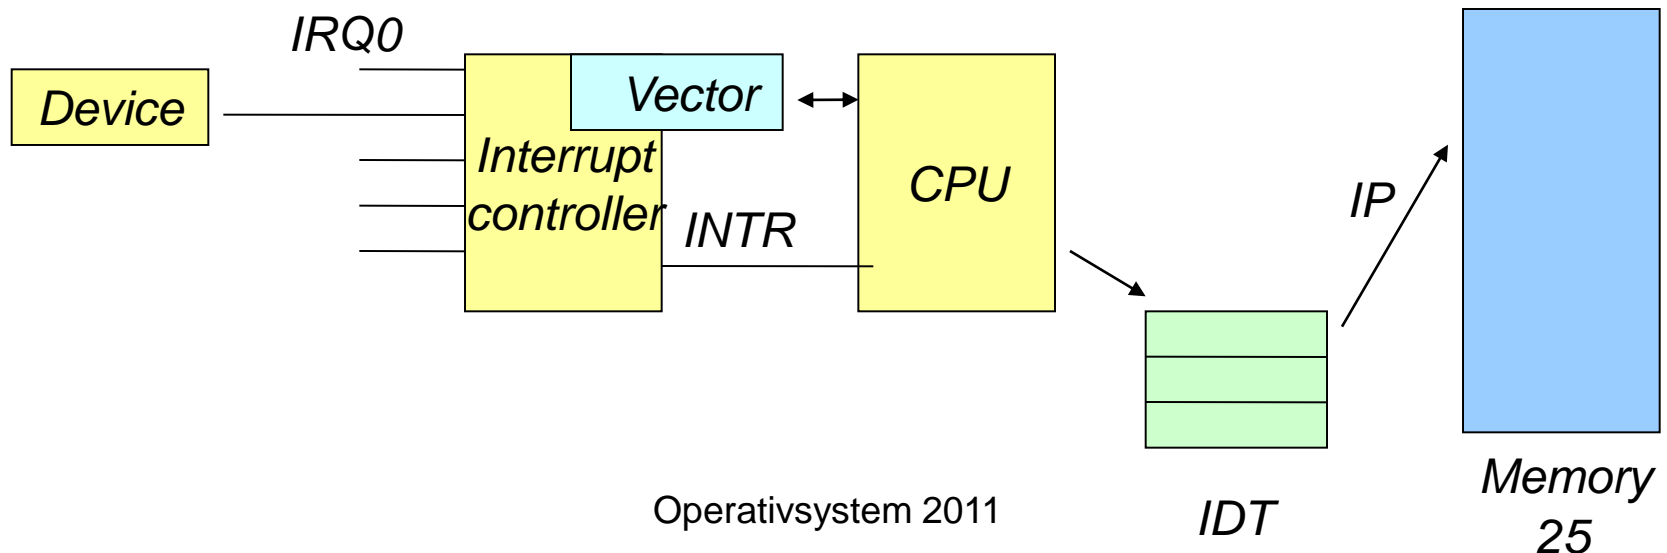 IRQ0
Device
Vector
Interrupt
controller
CPU
INTR
IP
Memory
Operativsystem 2011
IDT
25